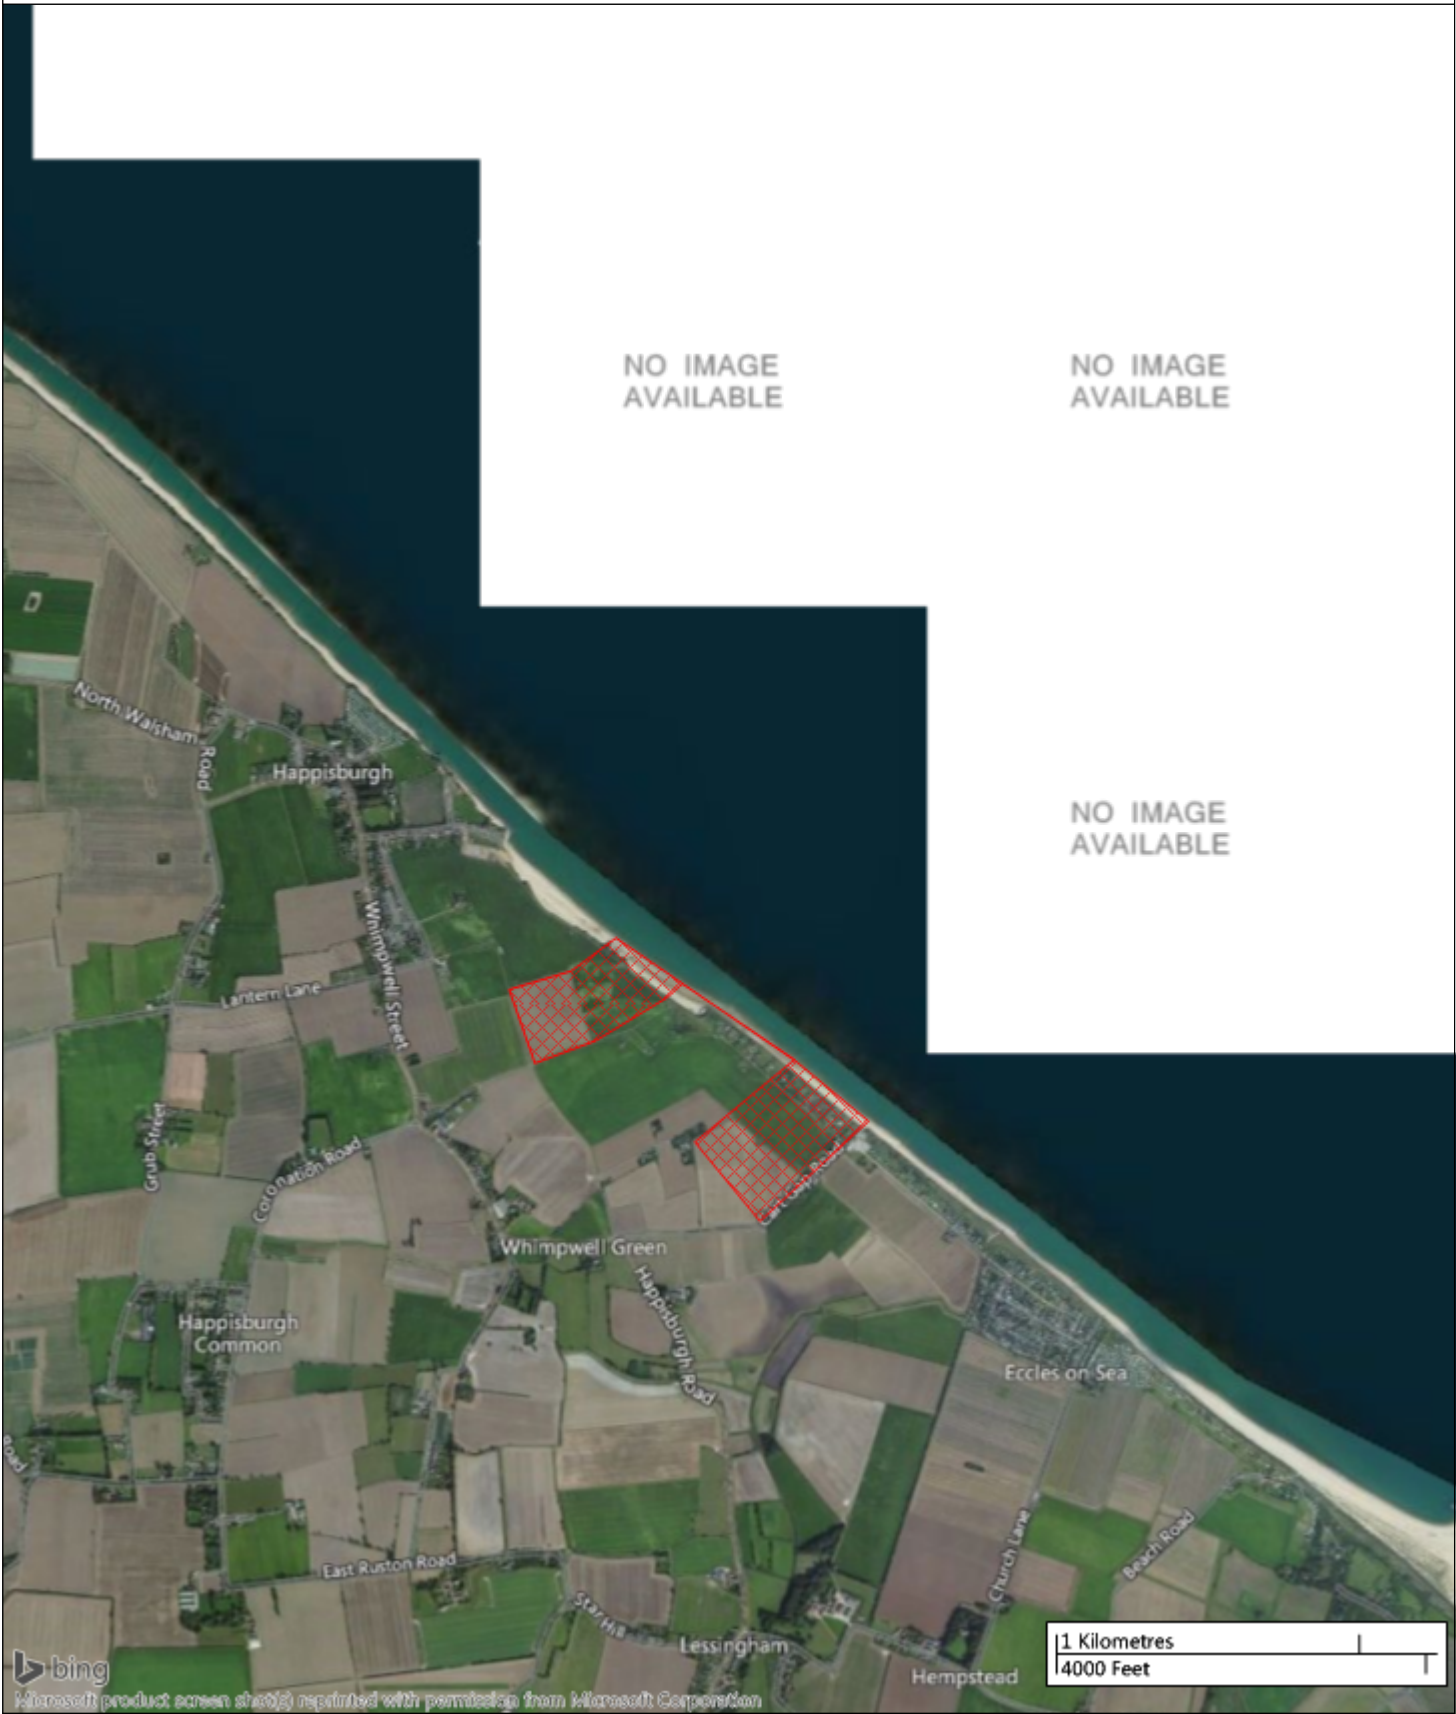 NO IMAGE
AVAILABLE
NO IMAGE
AVAILABLE
North Walsham
Road
Happisburgh
NO IMAGE
AVAILABLE
Whimpwell Street
Lantern Lane
Grub Street
Coronation Road
Road
Whimpwell Green
Happisburgh Road
Happisburgh
Common
Eccles on Sea
Road
Church Lane
Beach Road
East Ruston Road
Star Hill
Lessingham
Hempstead
1 Kilometres
4000 Feet
bing
Microsoft product screen shot(s) reprinted with permission from Microsoft Corporation